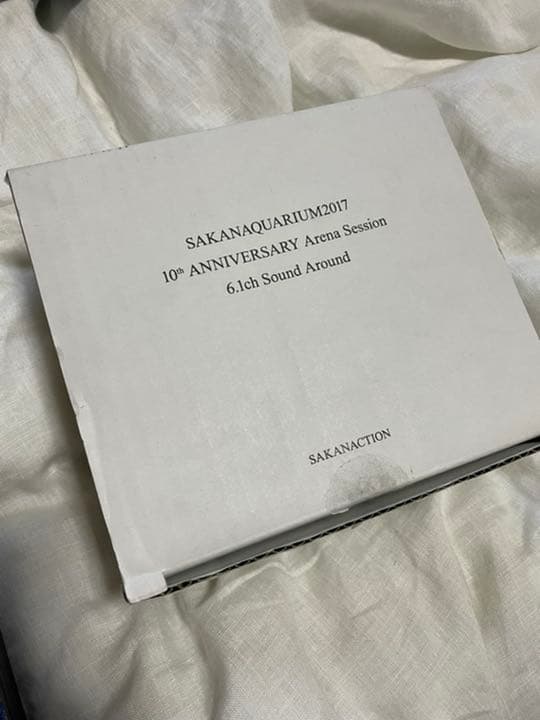 SAKANAQUARIUM2017
10th ANNIVERSARY Arena Session
6.1ch Sound Around
SAKANACTION